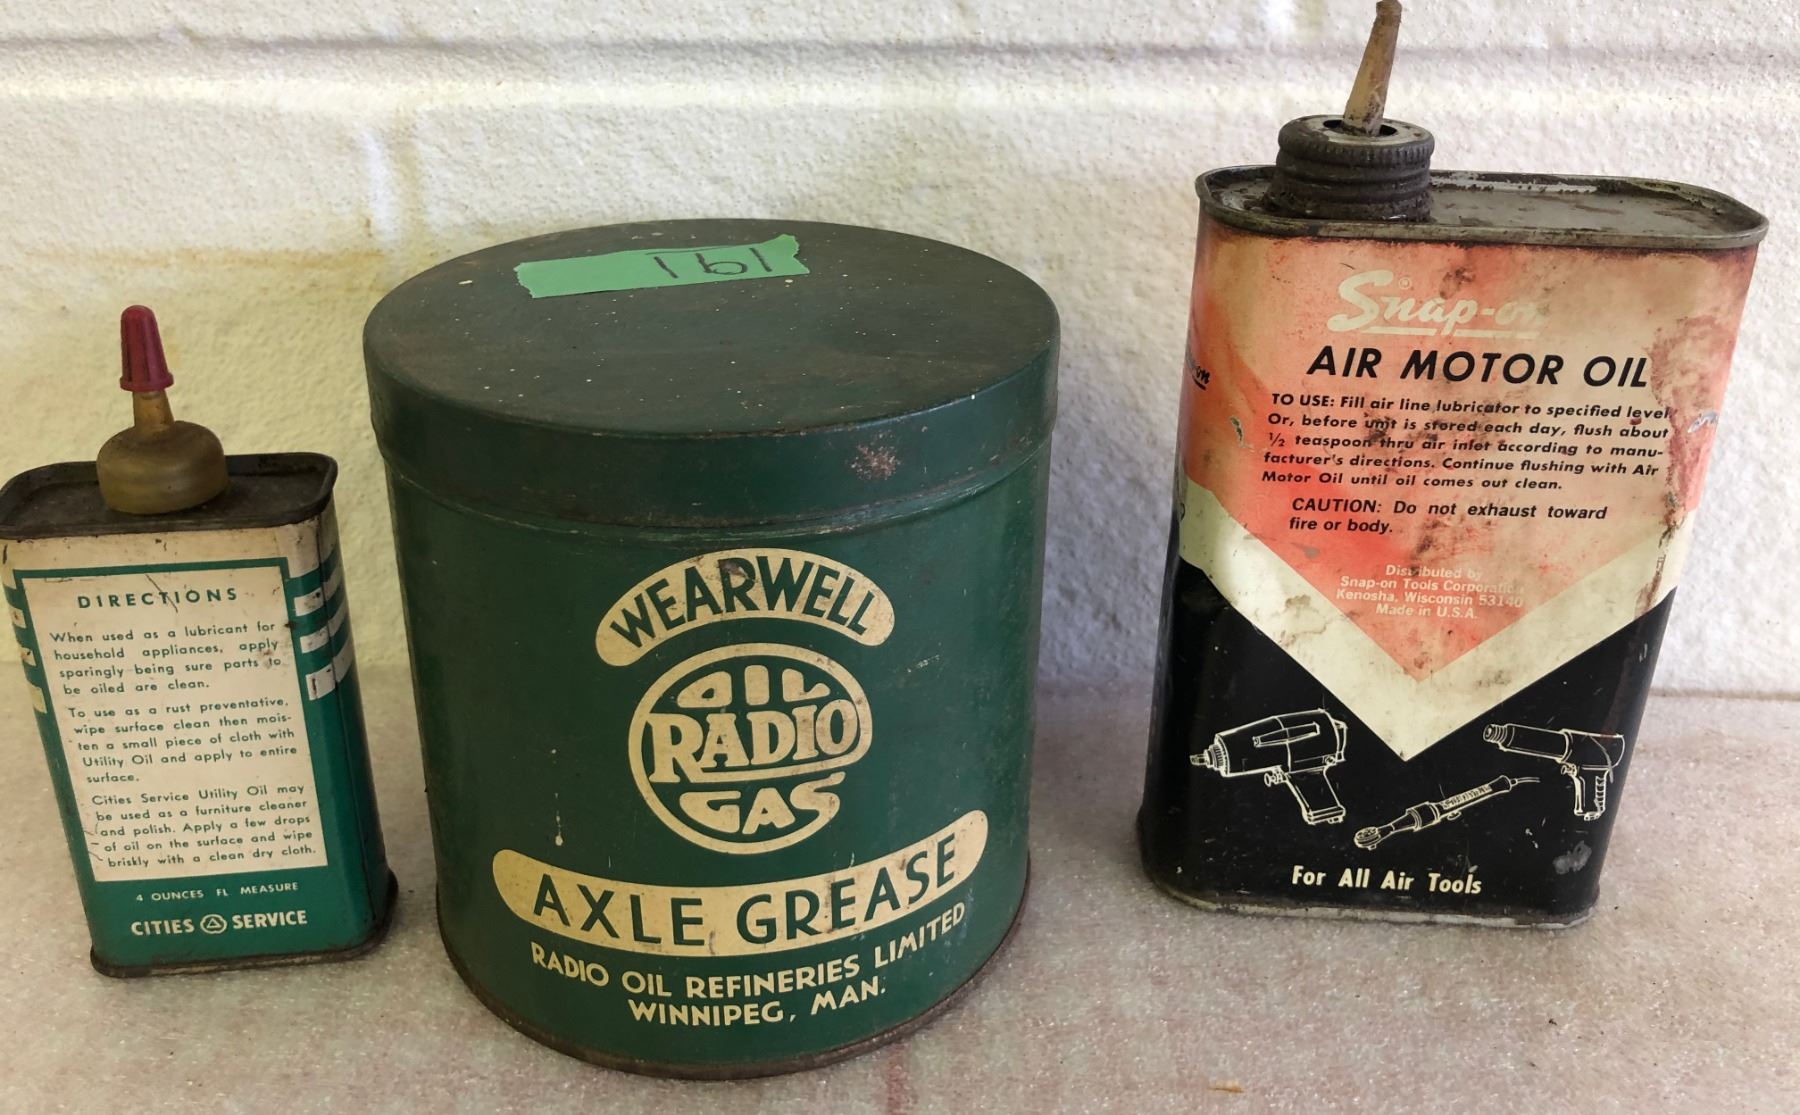 DIRECTIONS
When used as a lubricant for
household appliances, apply
sparingly being sure parts to
be oiled are clean.
To use as a rust preventative,
wipe surface clean then mois-
ten a small piece of cloth with
Utility Oil and apply to entire
surface.
Cities Service Utility Oil may
be used as a furniture cleaner
and polish. Apply a few drops
of oil on the surface and wipe
briskly with a clean dry cloth.
4 OUNCES FL MEASURE
CITIES SERVICE
161
WEARWELL
OIL
RADIO
GAS
AXLE GREASE
RADIO OIL REFINERIES LIMITED
WINNIPEG, MAN.
Snap-on
AIR MOTOR OIL
TO USE: Fill air line lubricator to specified level
Or, before unit is stored each day, flush about
1/2 teaspoon thru air inlet according to manu-
facturer's directions. Continue flushing with Air
Motor Oil until oil comes out clean.
CAUTION: Do not exhaust toward
fire or body.
Distributed by
Snap-on Tools Corporation
Kenosha, Wisconsin 53140
Made in U.S.A.
For All Air Tools